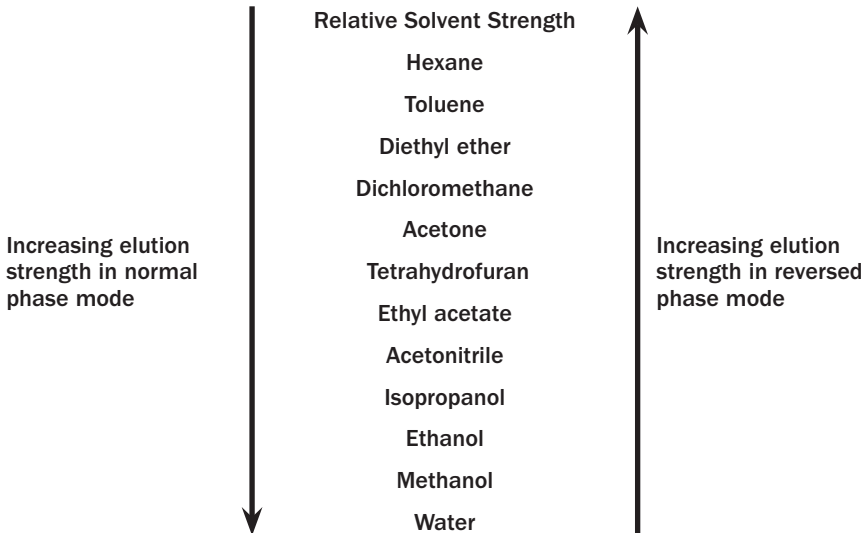 Relative Solvent Strength
Hexane
Toluene
Diethyl ether
Dichloromethane
Acetone
Tetrahydrofuran
Ethyl acetate
Acetonitrile
Isopropanol
Ethanol
Methanol
Water
Increasing elution
strength in normal
phase mode
Increasing elution
strength in reversed
phase mode